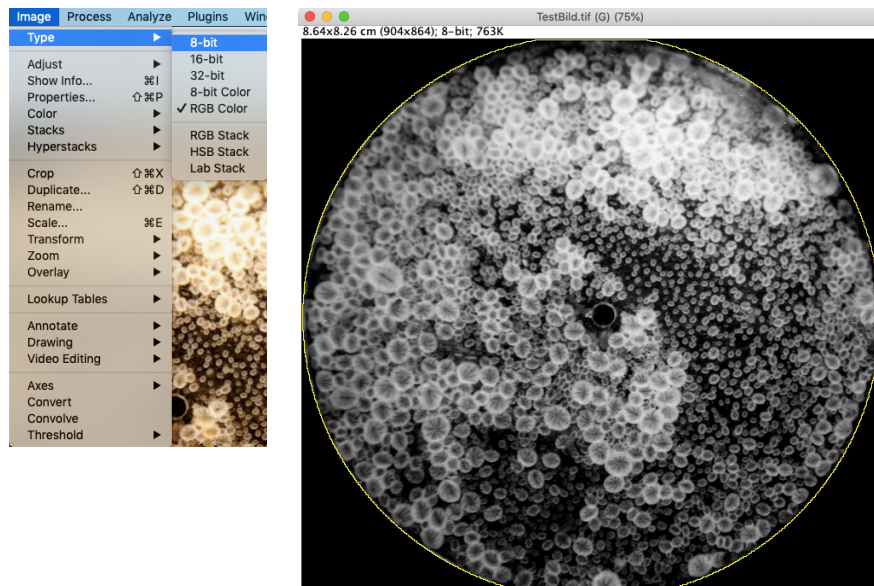 Image Process Analyze Plugins Win
Type
Adjust
Show Info... ⌘I
Properties... ⇧⌘P
Color
Stacks
Hyperstacks
Crop ⇧⌘X
Duplicate... ⇧⌘D
Rename...
Scale... ⌘E
Transform
Zoom
Overlay
Lookup Tables
Annotate
Drawing
Video Editing
Axes
Convert
Convolve
Threshold
8-bit
16-bit
32-bit
8-bit Color
✓ RGB Color
RGB Stack
HSB Stack
Lab Stack
TestBild.tif (G) (75%)
8.64x8.26 cm (904x864); 8-bit; 763K